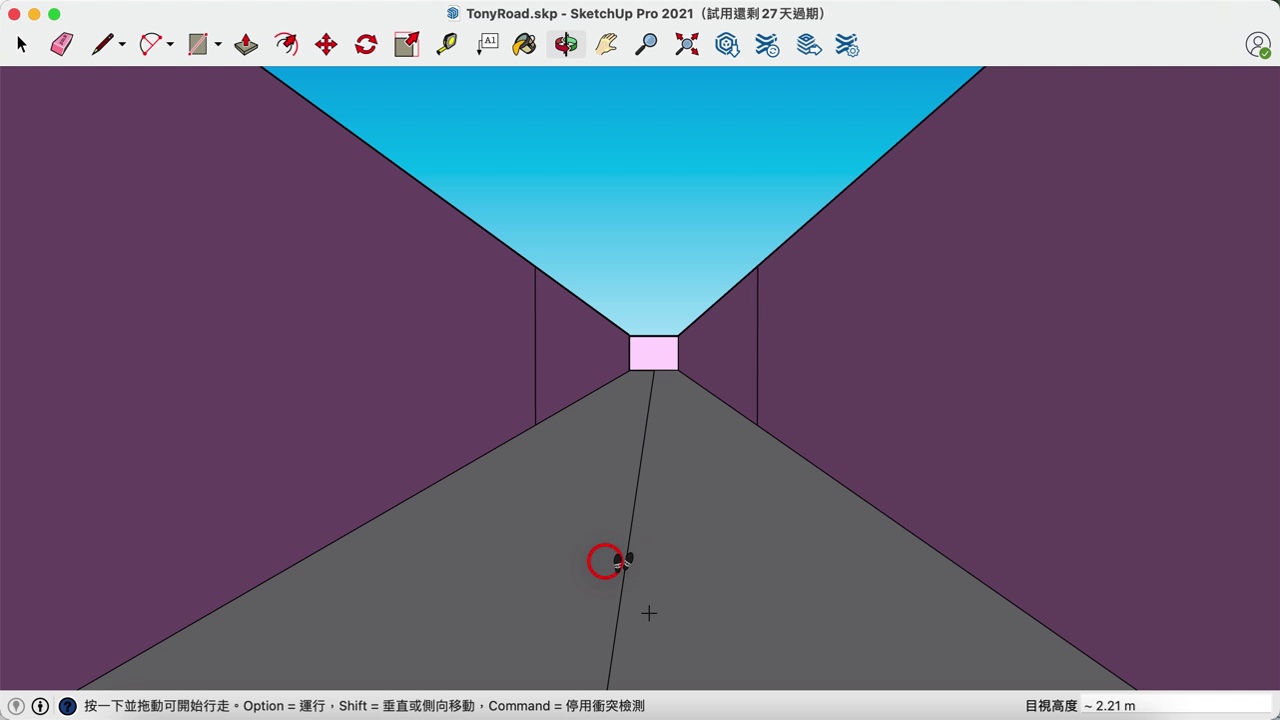 TonyRoad.skp - SketchUp Pro 2021（試用還剩 27 天過期）
A1
按一下並拖動可開始行走。Option = 運行，Shift = 垂直或側向移動，Command = 停用衝突檢測
目視高度 ~ 2.21 m